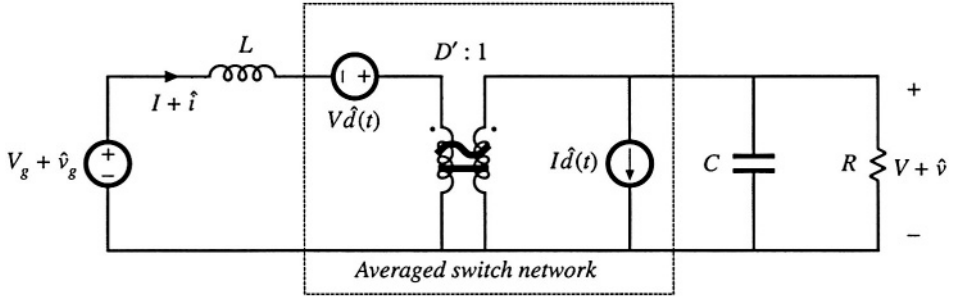 L
D′ : 1
+ −
I + î
− +
Vd̂(t)
V_g + v̂_g
Id̂(t)
C
R
+
V + v̂
−
Averaged switch network